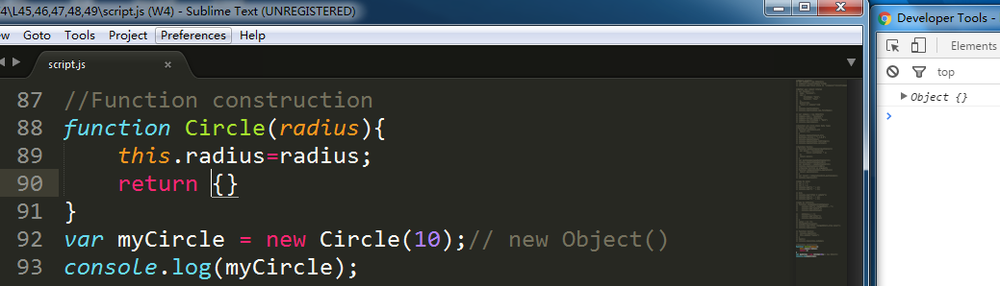 4\L45,46,47,48,49\script.js (W4) - Sublime Text (UNREGISTERED)
Goto Tools Project Preferences Help
script.js ×
87 //Function construction
88 function Circle(radius){
89 this.radius=radius;
90 return {}
91 }
92 var myCircle = new Circle(10);// new Object()
93 console.log(myCircle);
Developer Tools -
Elements
top
Object {}